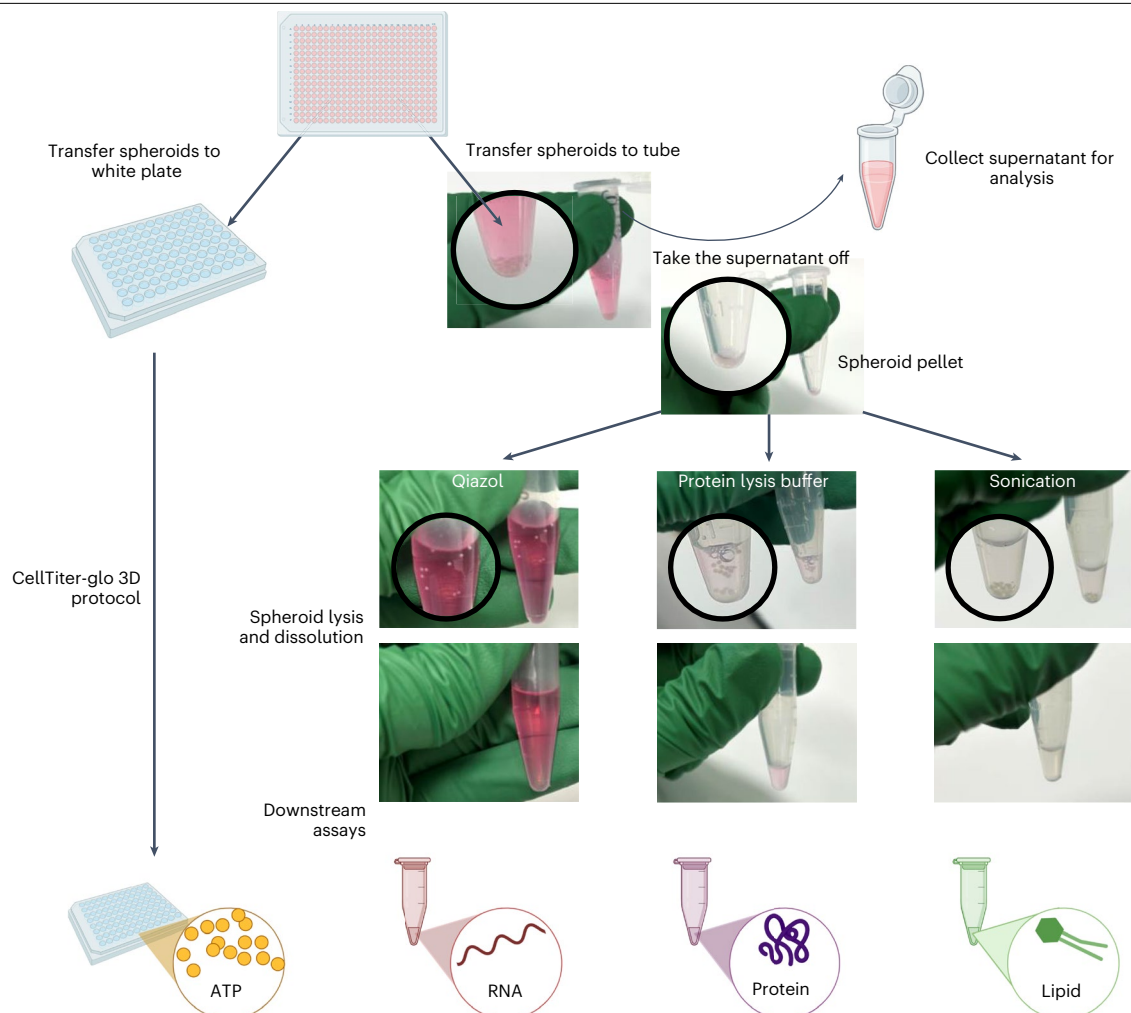 Transfer spheroids to
white plate
Transfer spheroids to tube
Collect supernatant for
analysis
Take the supernatant off
0.1
Spheroid pellet
Qiazol
Protein lysis buffer
Sonication
CellTiter-glo 3D
protocol
Spheroid lysis
and dissolution
Downstream
assays
ATP
RNA
Protein
Lipid